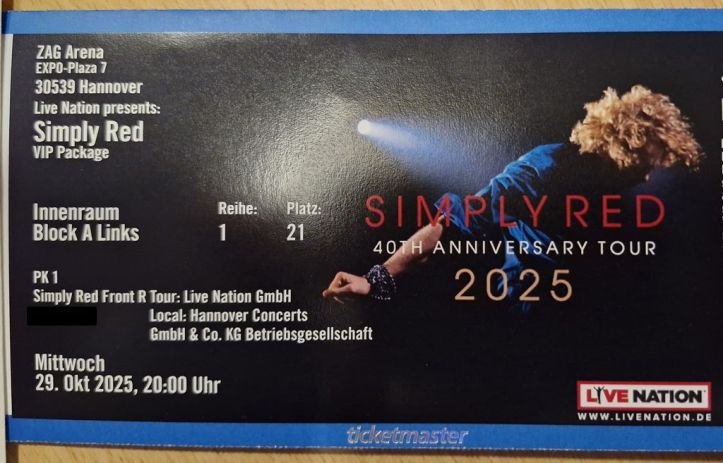 ZAG Arena
EXPO-Plaza 7
30539 Hannover
Live Nation presents:
Simply Red
VIP Package
Innenraum
Block A Links
Reihe:
1
Platz:
21
PK 1
Simply Red Front R Tour: Live Nation GmbH
Local: Hannover Concerts
GmbH & Co. KG Betriebsgesellschaft
Mittwoch
29. Okt 2025, 20:00 Uhr
SIMPLY RED
40TH ANNIVERSARY TOUR
2025
LIVE NATION
WWW.LIVENATION.DE
ticketmaster